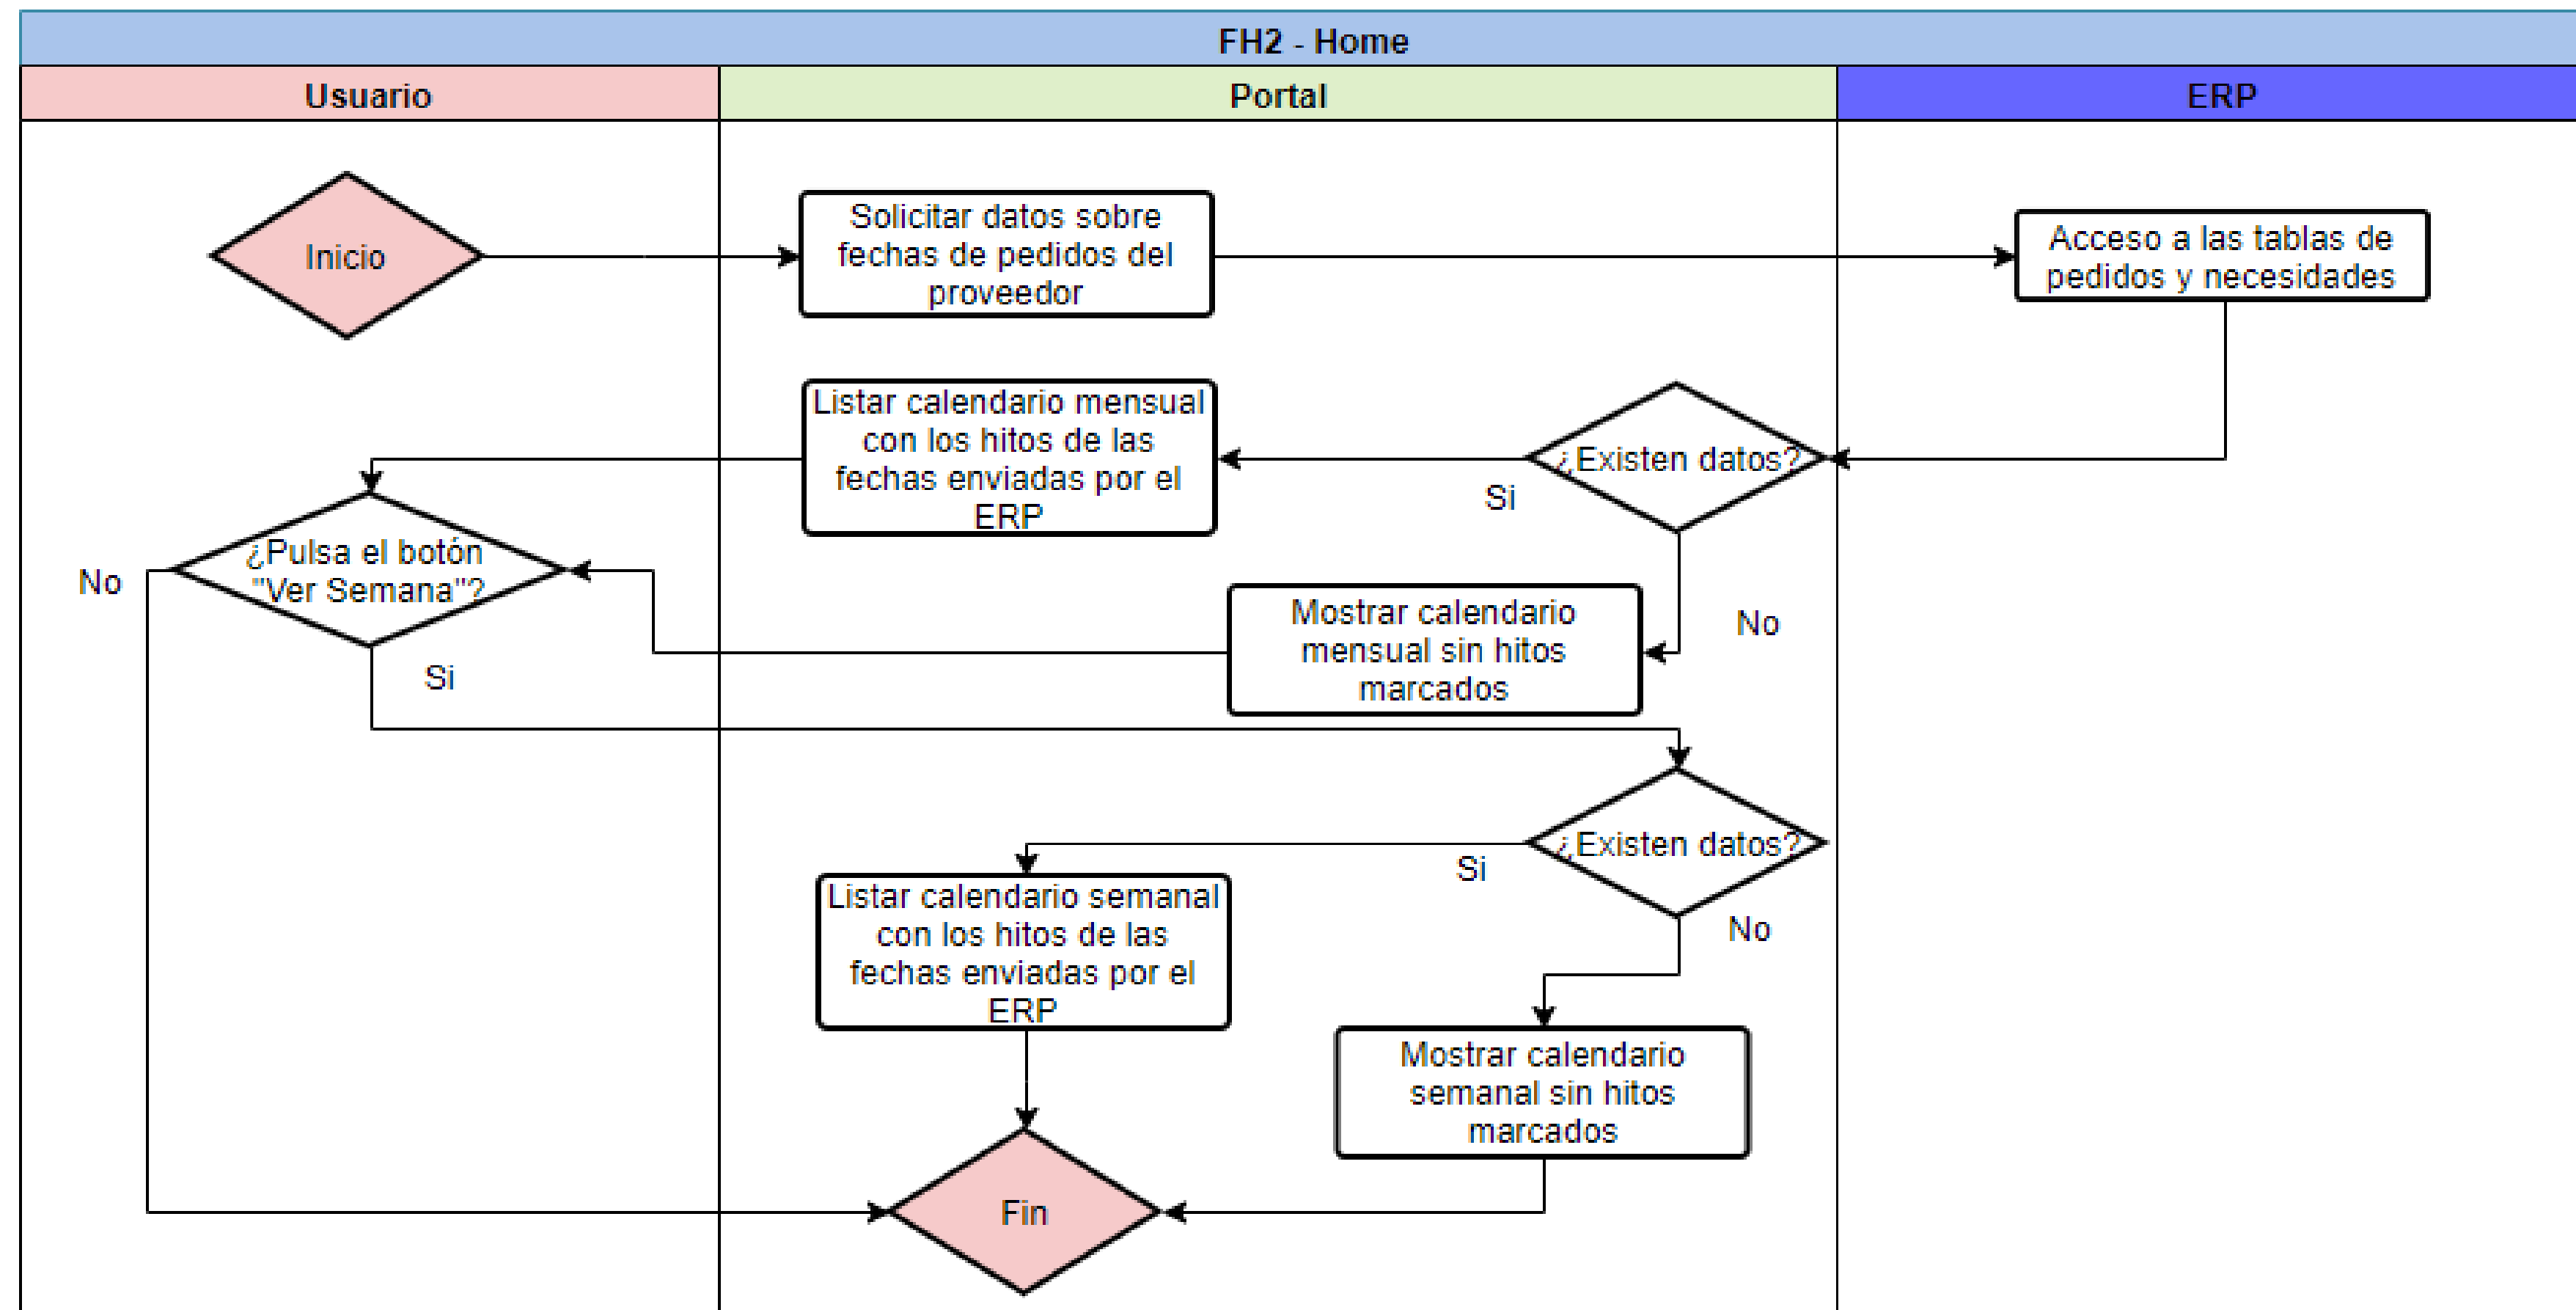 FH2 - Home
Usuario
Portal
ERP
Inicio
Solicitar datos sobre
fechas de pedidos del
proveedor
Acceso a las tablas de
pedidos y necesidades
Listar calendario mensual
con los hitos de las
fechas enviadas por el
ERP
¿Existen datos?
Si
No
¿Pulsa el botón
"Ver Semana"?
No
Si
Mostrar calendario
mensual sin hitos
marcados
¿Existen datos?
Si
No
Listar calendario semanal
con los hitos de las
fechas enviadas por el
ERP
Mostrar calendario
semanal sin hitos
marcados
Fin